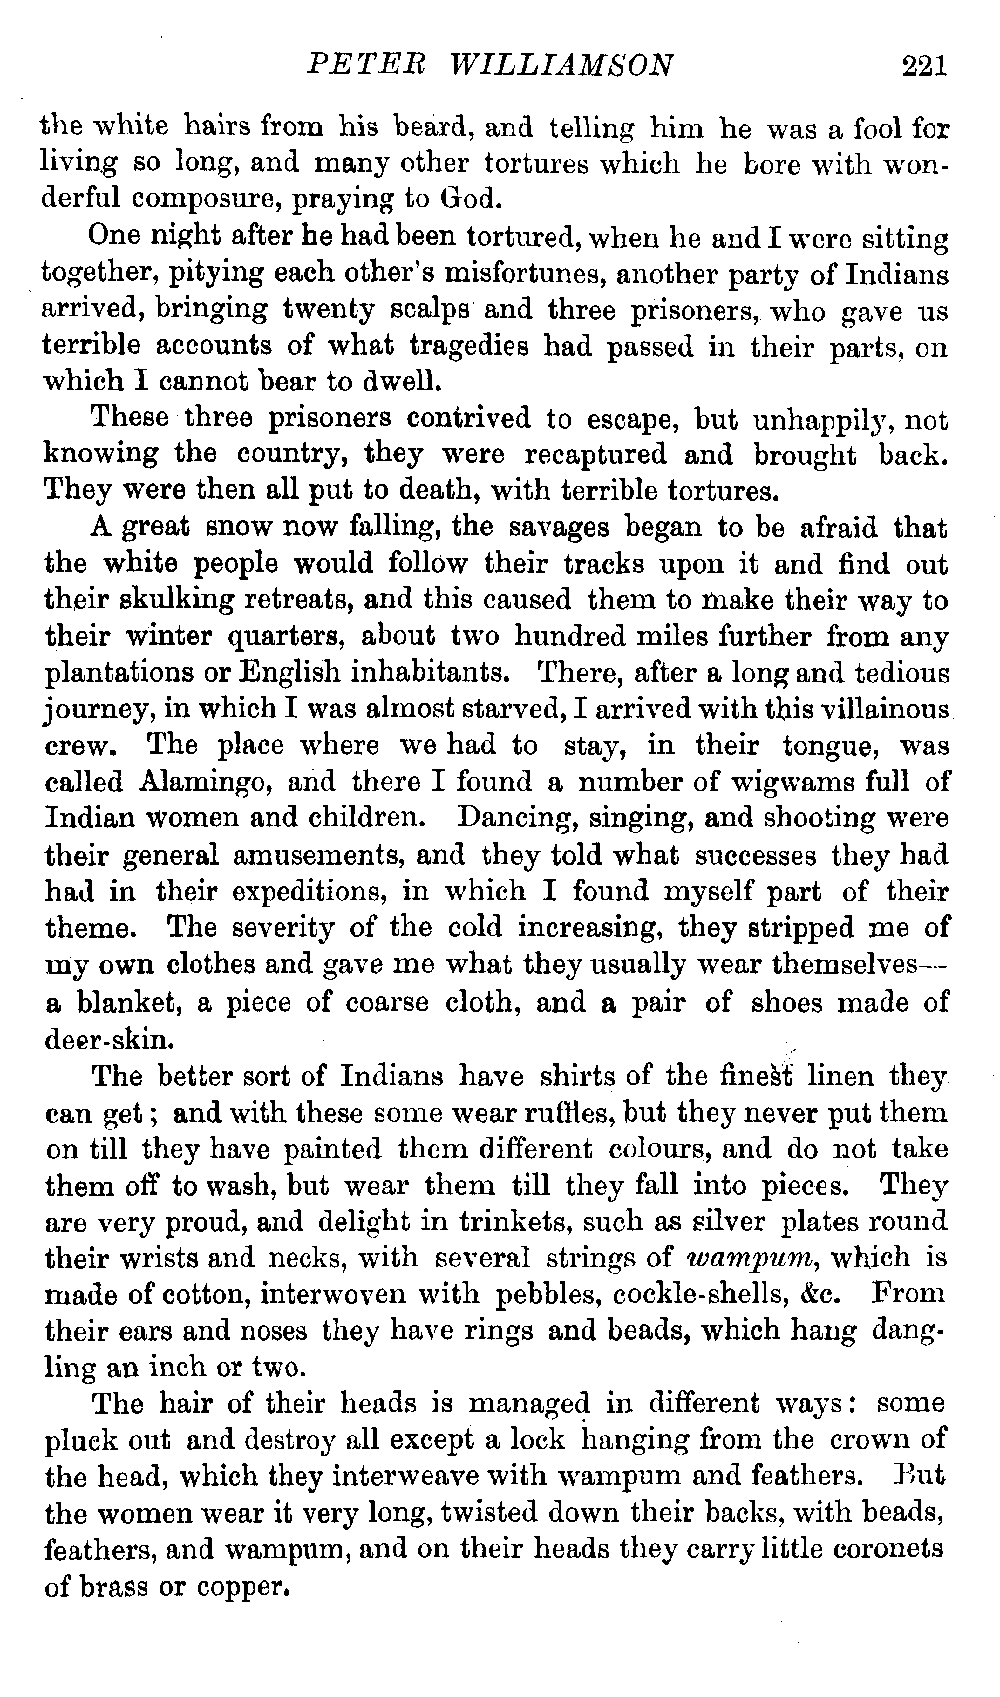 PETER WILLIAMSON 221
the white hairs from his beard, and telling him he was a fool for
living so long, and many other tortures which he bore with won-
derful composure, praying to God.
One night after he had been tortured, when he and I were sitting
together, pitying each other's misfortunes, another party of Indians
arrived, bringing twenty scalps and three prisoners, who gave us
terrible accounts of what tragedies had passed in their parts, on
which I cannot bear to dwell.
These three prisoners contrived to escape, but unhappily, not
knowing the country, they were recaptured and brought back.
They were then all put to death, with terrible tortures.
A great snow now falling, the savages began to be afraid that
the white people would follow their tracks upon it and find out
their skulking retreats, and this caused them to make their way to
their winter quarters, about two hundred miles further from any
plantations or English inhabitants. There, after a long and tedious
journey, in which I was almost starved, I arrived with this villainous
crew. The place where we had to stay, in their tongue, was
called Alamingo, and there I found a number of wigwams full of
Indian women and children. Dancing, singing, and shooting were
their general amusements, and they told what successes they had
had in their expeditions, in which I found myself part of their
theme. The severity of the cold increasing, they stripped me of
my own clothes and gave me what they usually wear themselves—
a blanket, a piece of coarse cloth, and a pair of shoes made of
deer-skin.
The better sort of Indians have shirts of the finest linen they
can get; and with these some wear ruffles, but they never put them
on till they have painted them different colours, and do not take
them off to wash, but wear them till they fall into pieces. They
are very proud, and delight in trinkets, such as silver plates round
their wrists and necks, with several strings of wampum, which is
made of cotton, interwoven with pebbles, cockle-shells, &c. From
their ears and noses they have rings and beads, which hang dang-
ling an inch or two.
The hair of their heads is managed in different ways: some
pluck out and destroy all except a lock hanging from the crown of
the head, which they interweave with wampum and feathers. But
the women wear it very long, twisted down their backs, with beads,
feathers, and wampum, and on their heads they carry little coronets
of brass or copper.